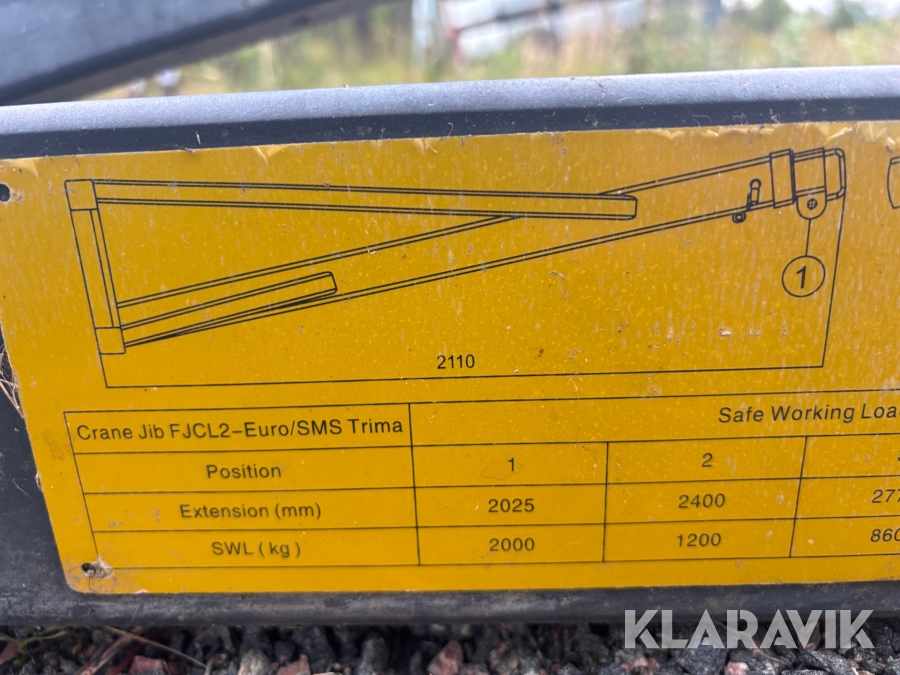 1
2110
Crane Jib FJCL2-Euro/SMS Trima Safe Working
Position 1 2
Extension (mm) 2025 2400
SWL (kg) 2000 1200
KLARAVIK